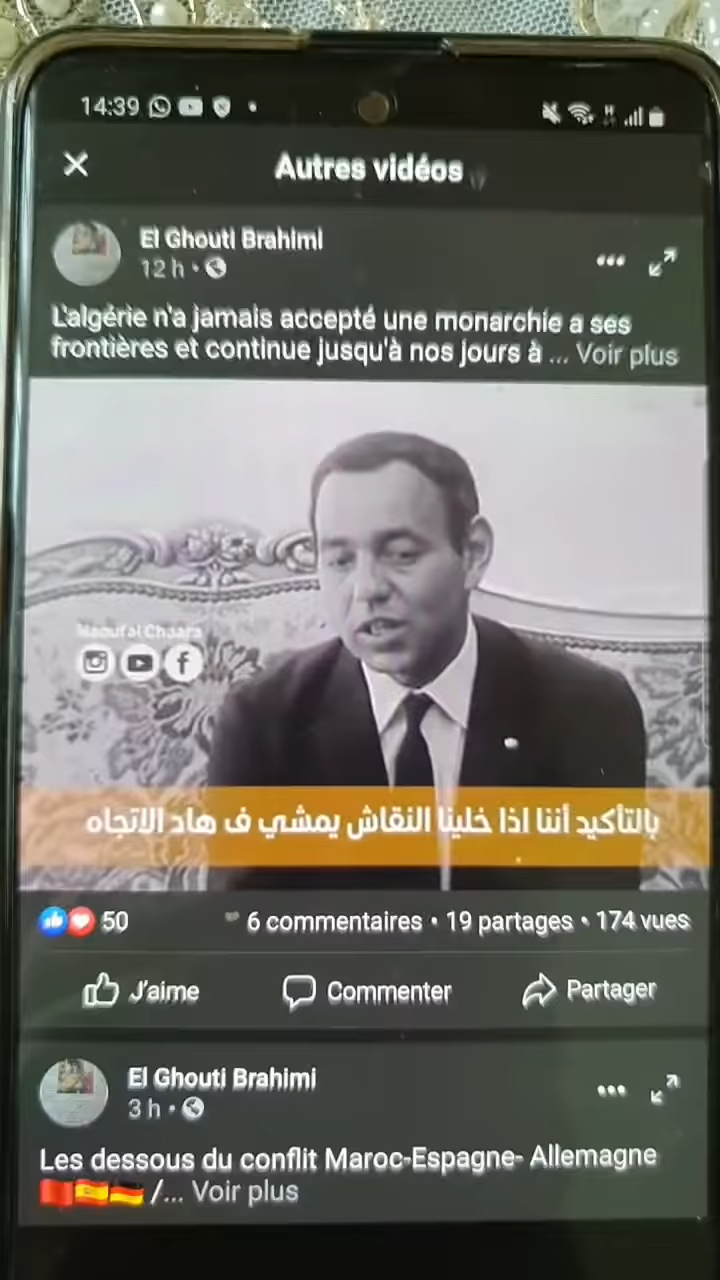 14:39
Autres vidéos
El Ghouti Brahimi
12 h
L'algérie n'a jamais accepté une monarchie a ses
frontières et continue jusqu'à nos jours à ... Voir plus
Naoufal Chaara
بالتأكيد أننا اذا خلينا النقاش يمشي ف هاد الاتجاه
50
6 commentaires • 19 partages • 174 vues
J'aime
Commenter
Partager
El Ghouti Brahimi
3 h
Les dessous du conflit Maroc-Espagne- Allemagne
🇲🇦🇪🇸🇩🇪 /... Voir plus